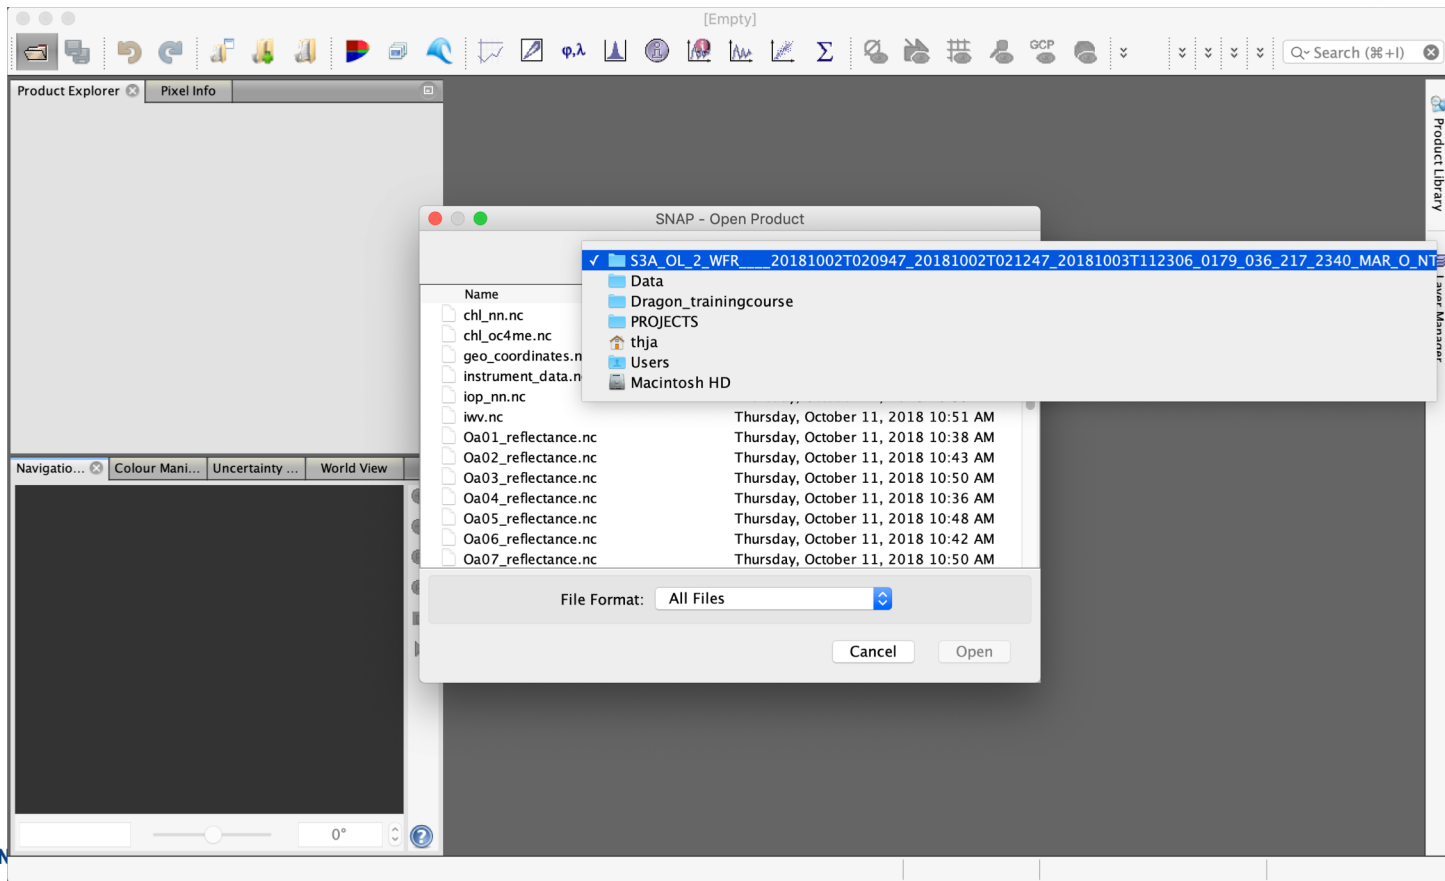 [Empty]
φ,λ
Σ
GCP
Search (⌘+I)
Product Explorer
Pixel Info
Product Library
SNAP - Open Product
S3A_OL_2_WFR____20181002T020947_20181002T021247_20181003T112306_0179_036_217_2340_MAR_O_NT
Data
Dragon_trainingcourse
PROJECTS
thja
Users
Macintosh HD
Layer Manager
Name
chl_nn.nc
chl_oc4me.nc
geo_coordinates.n
instrument_data.n
iop_nn.nc
iwv.nc Thursday, October 11, 2018 10:51 AM
Oa01_reflectance.nc Thursday, October 11, 2018 10:38 AM
Oa02_reflectance.nc Thursday, October 11, 2018 10:43 AM
Oa03_reflectance.nc Thursday, October 11, 2018 10:50 AM
Oa04_reflectance.nc Thursday, October 11, 2018 10:36 AM
Oa05_reflectance.nc Thursday, October 11, 2018 10:48 AM
Oa06_reflectance.nc Thursday, October 11, 2018 10:42 AM
Oa07_reflectance.nc Thursday, October 11, 2018 10:50 AM
File Format: All Files
Cancel
Open
Navigatio...
Colour Mani...
Uncertainty ...
World View
0°
N